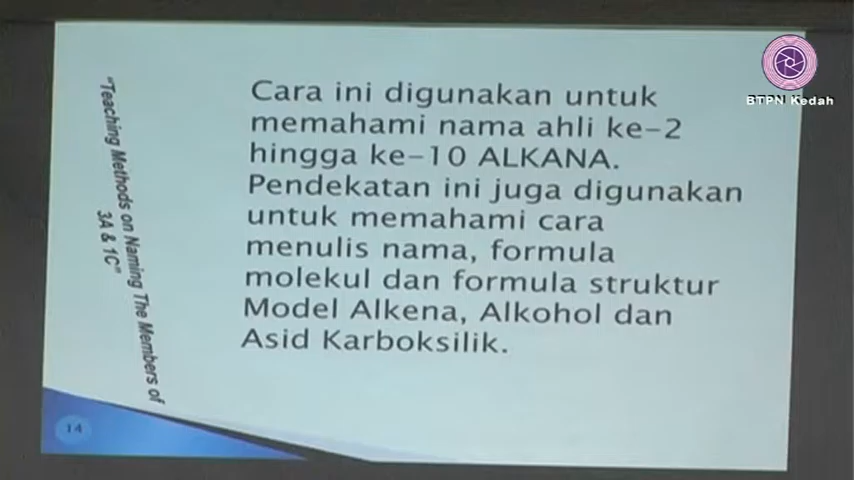 BTPN Kedah
"Teaching Methods on Naming The Members of
3A & 1C"
Cara ini digunakan untuk
memahami nama ahli ke-2
hingga ke-10 ALKANA.
Pendekatan ini juga digunakan
untuk memahami cara
menulis nama, formula
molekul dan formula struktur
Model Alkena, Alkohol dan
Asid Karboksilik.
14